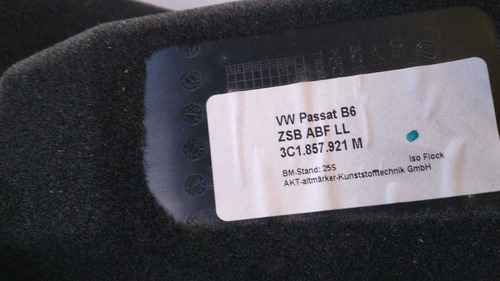 VW Passat B6
ZSB ABF LL
3C1.857.921 M
Iso Flock
BM-Stand: 25S
AKT-altmärker-Kunststofftechnik GmbH